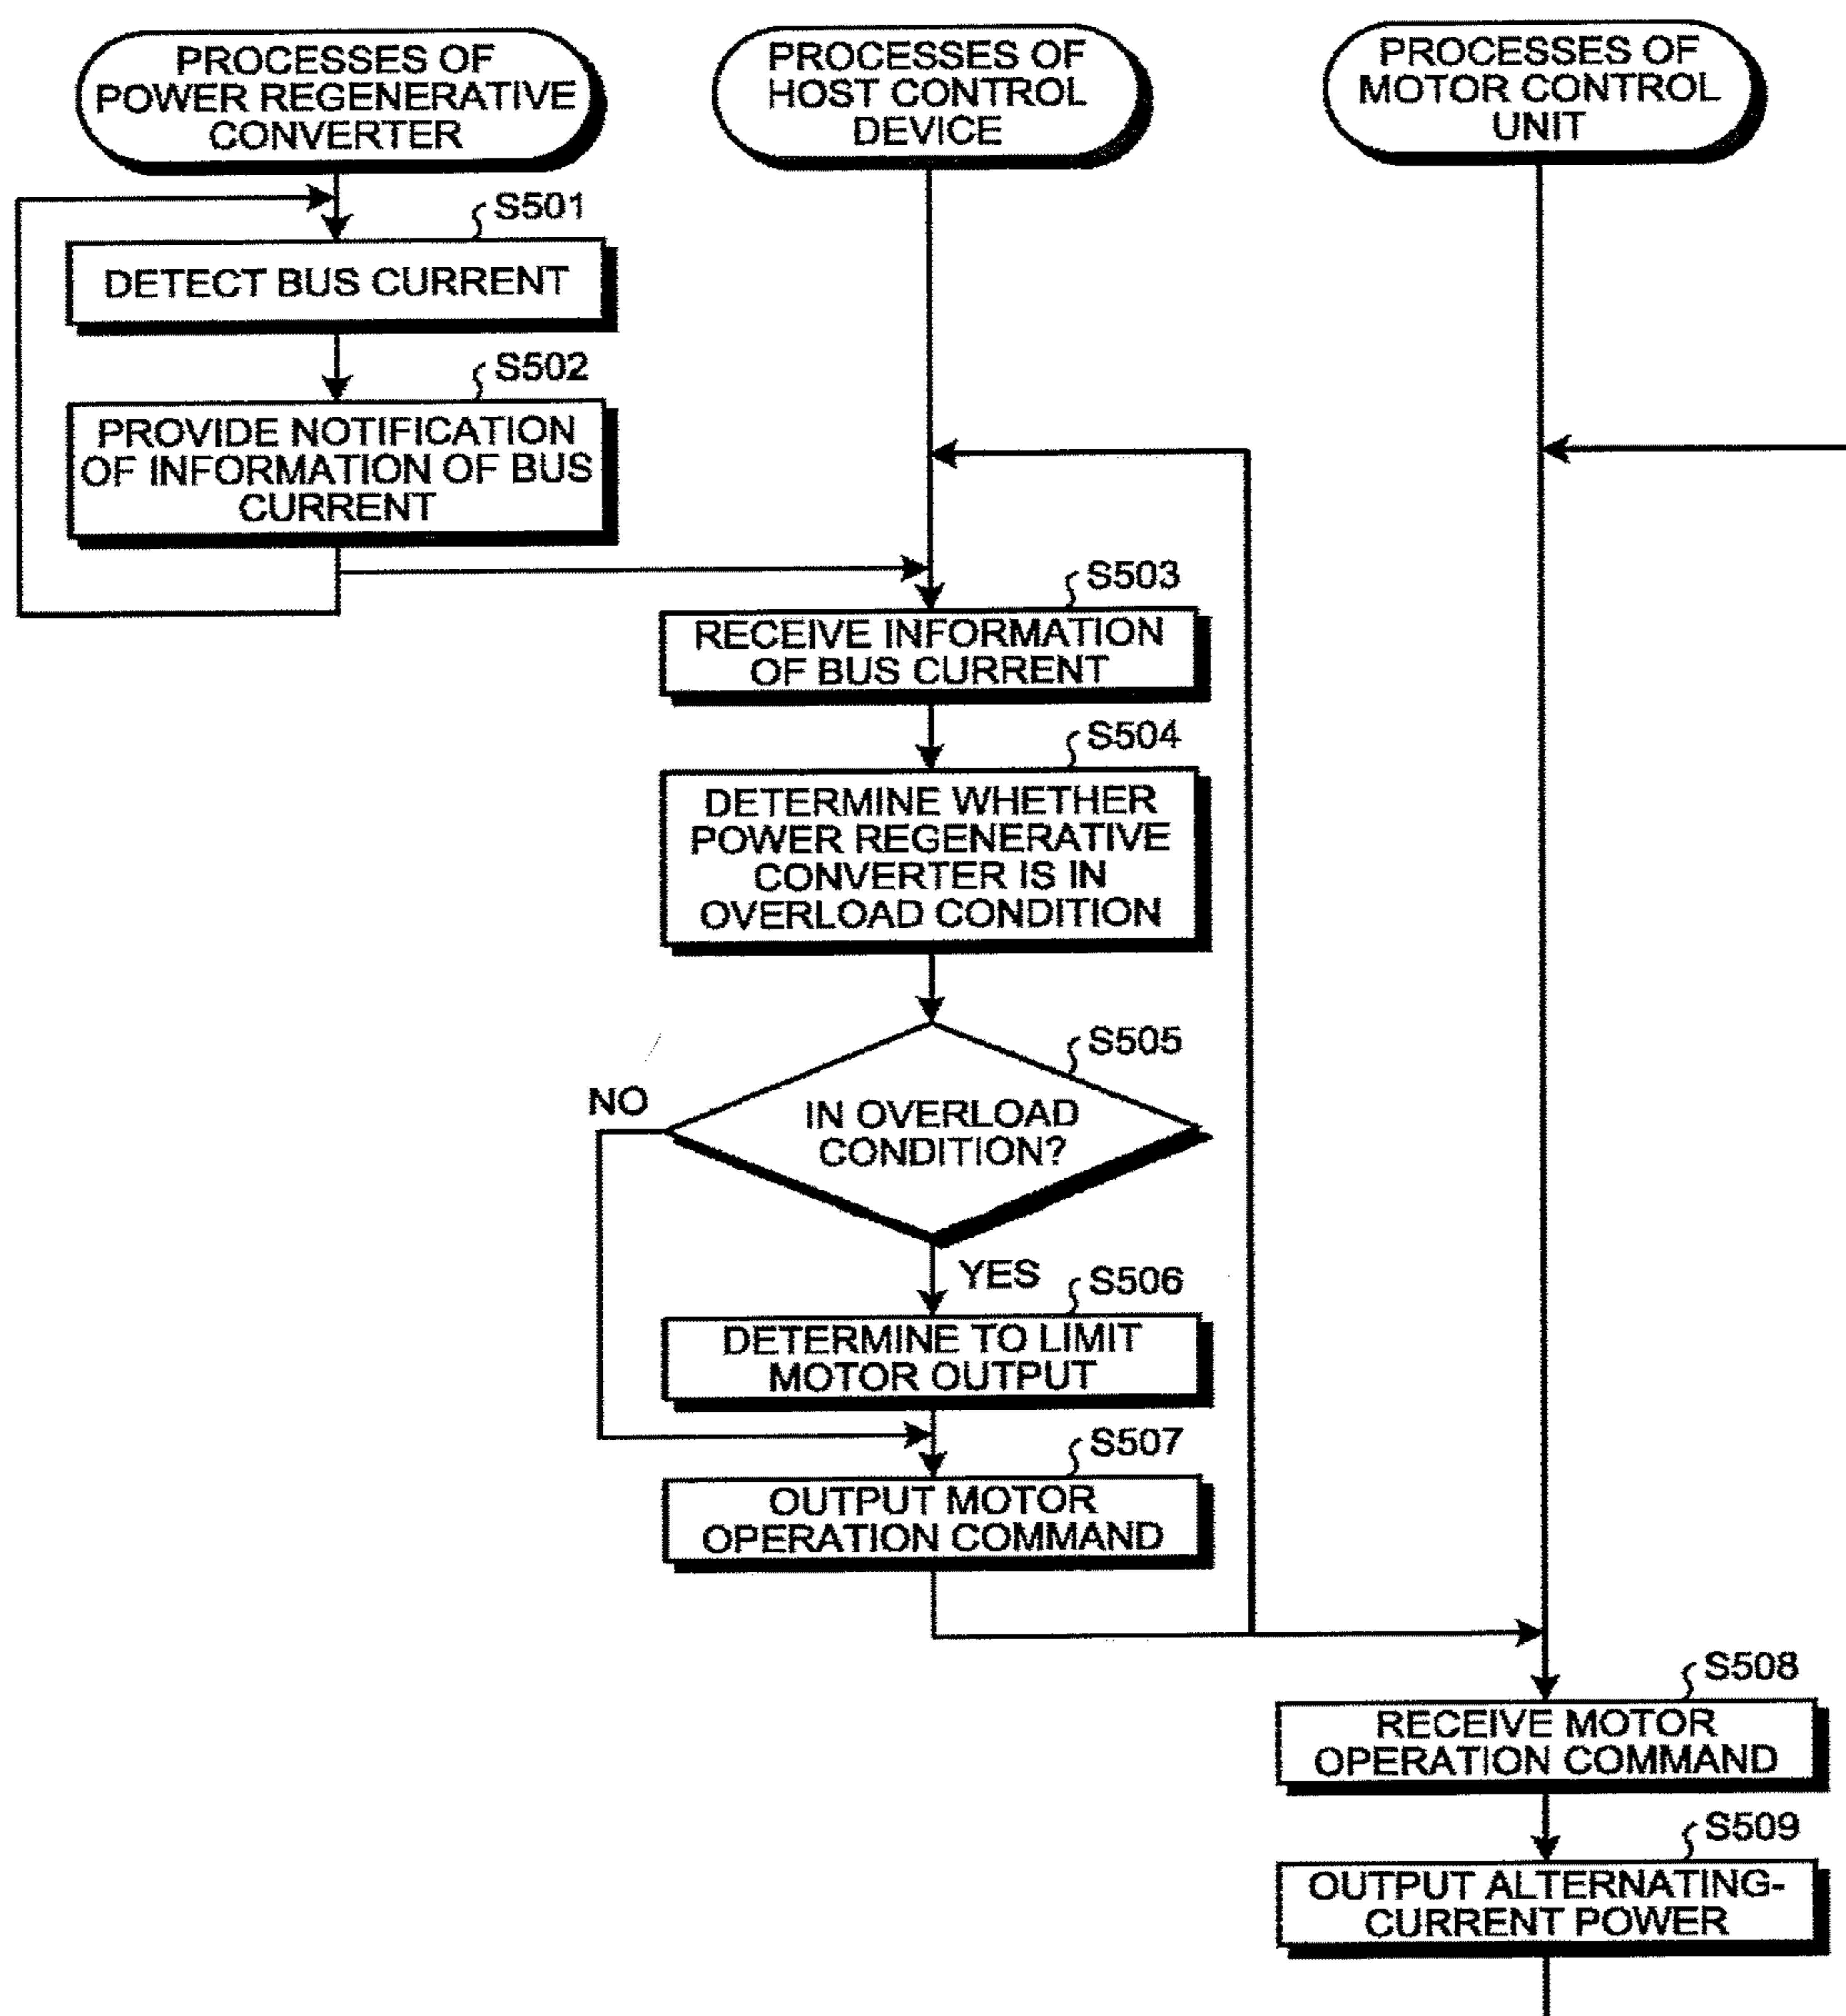 PROCESSES OF
POWER REGENERATIVE
CONVERTER
PROCESSES OF
HOST CONTROL
DEVICE
PROCESSES OF
MOTOR CONTROL
UNIT
S501
DETECT BUS CURRENT
S502
PROVIDE NOTIFICATION
OF INFORMATION OF BUS
CURRENT
S503
RECEIVE INFORMATION
OF BUS CURRENT
S504
DETERMINE WHETHER
POWER REGENERATIVE
CONVERTER IS IN
OVERLOAD CONDITION
S505
NO
IN OVERLOAD
CONDITION?
YES
S506
DETERMINE TO LIMIT
MOTOR OUTPUT
S507
OUTPUT MOTOR
OPERATION COMMAND
S508
RECEIVE MOTOR
OPERATION COMMAND
S509
OUTPUT ALTERNATING-
CURRENT POWER